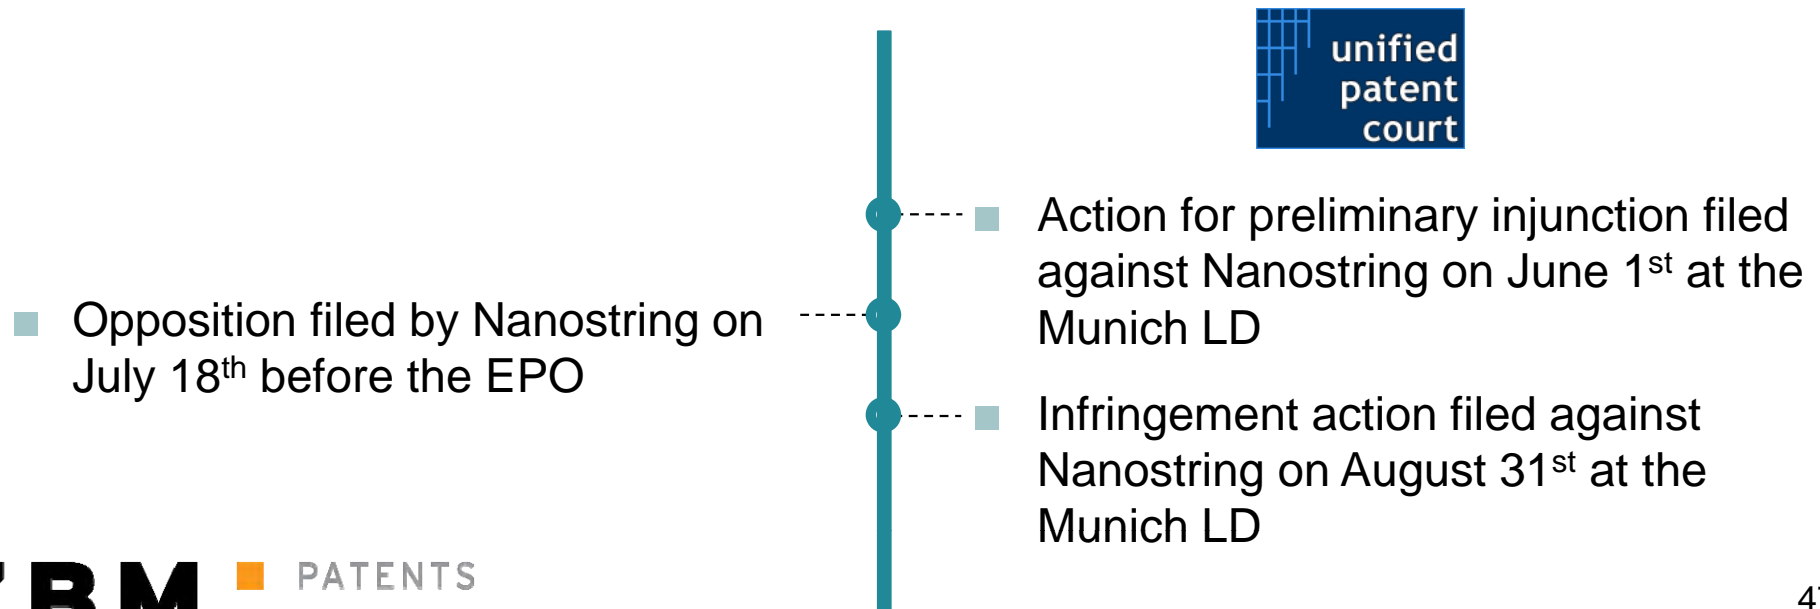 unified
patent
court
Action for preliminary injunction filed
against Nanostring on June 1st at the
Munich LD
Opposition filed by Nanostring on
July 18th before the EPO
Infringement action filed against
Nanostring on August 31st at the
Munich LD
BM PATENTS